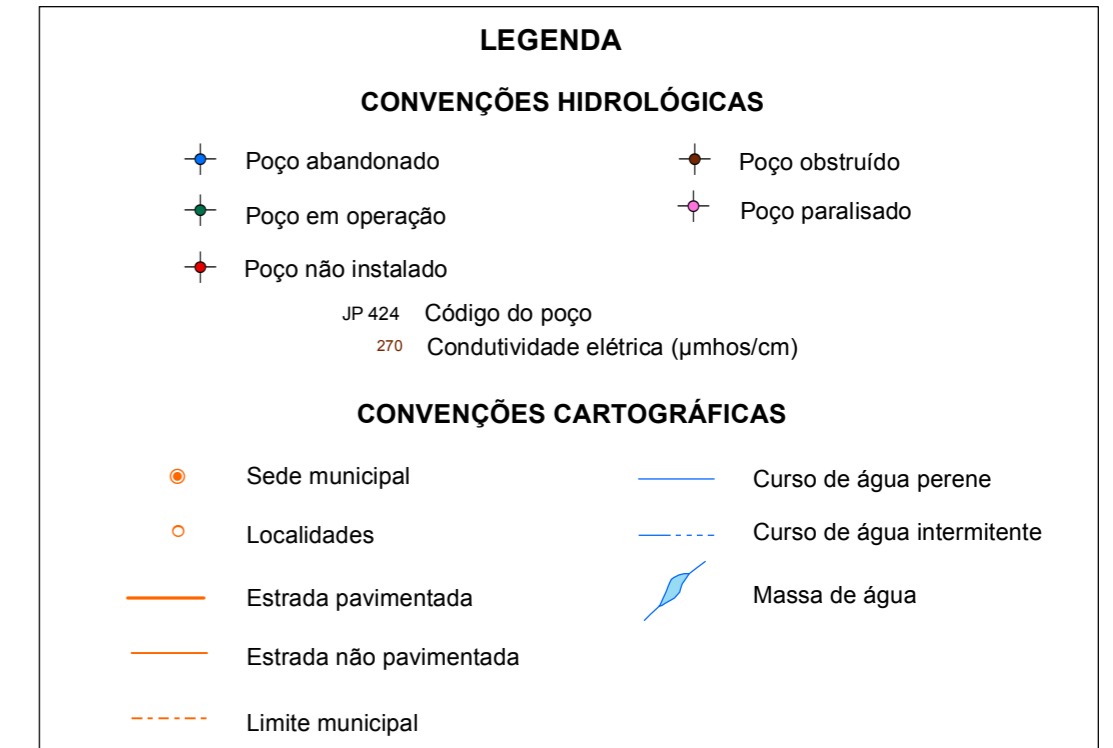 LEGENDA
CONVENÇÕES HIDROLÓGICAS
Poço abandonado
Poço obstruído
Poço em operação
Poço paralisado
Poço não instalado
JP 424 Código do poço
270 Condutividade elétrica (µmhos/cm)
CONVENÇÕES CARTOGRÁFICAS
Sede municipal
Curso de água perene
Localidades
Curso de água intermitente
Estrada pavimentada
Massa de água
Estrada não pavimentada
Limite municipal